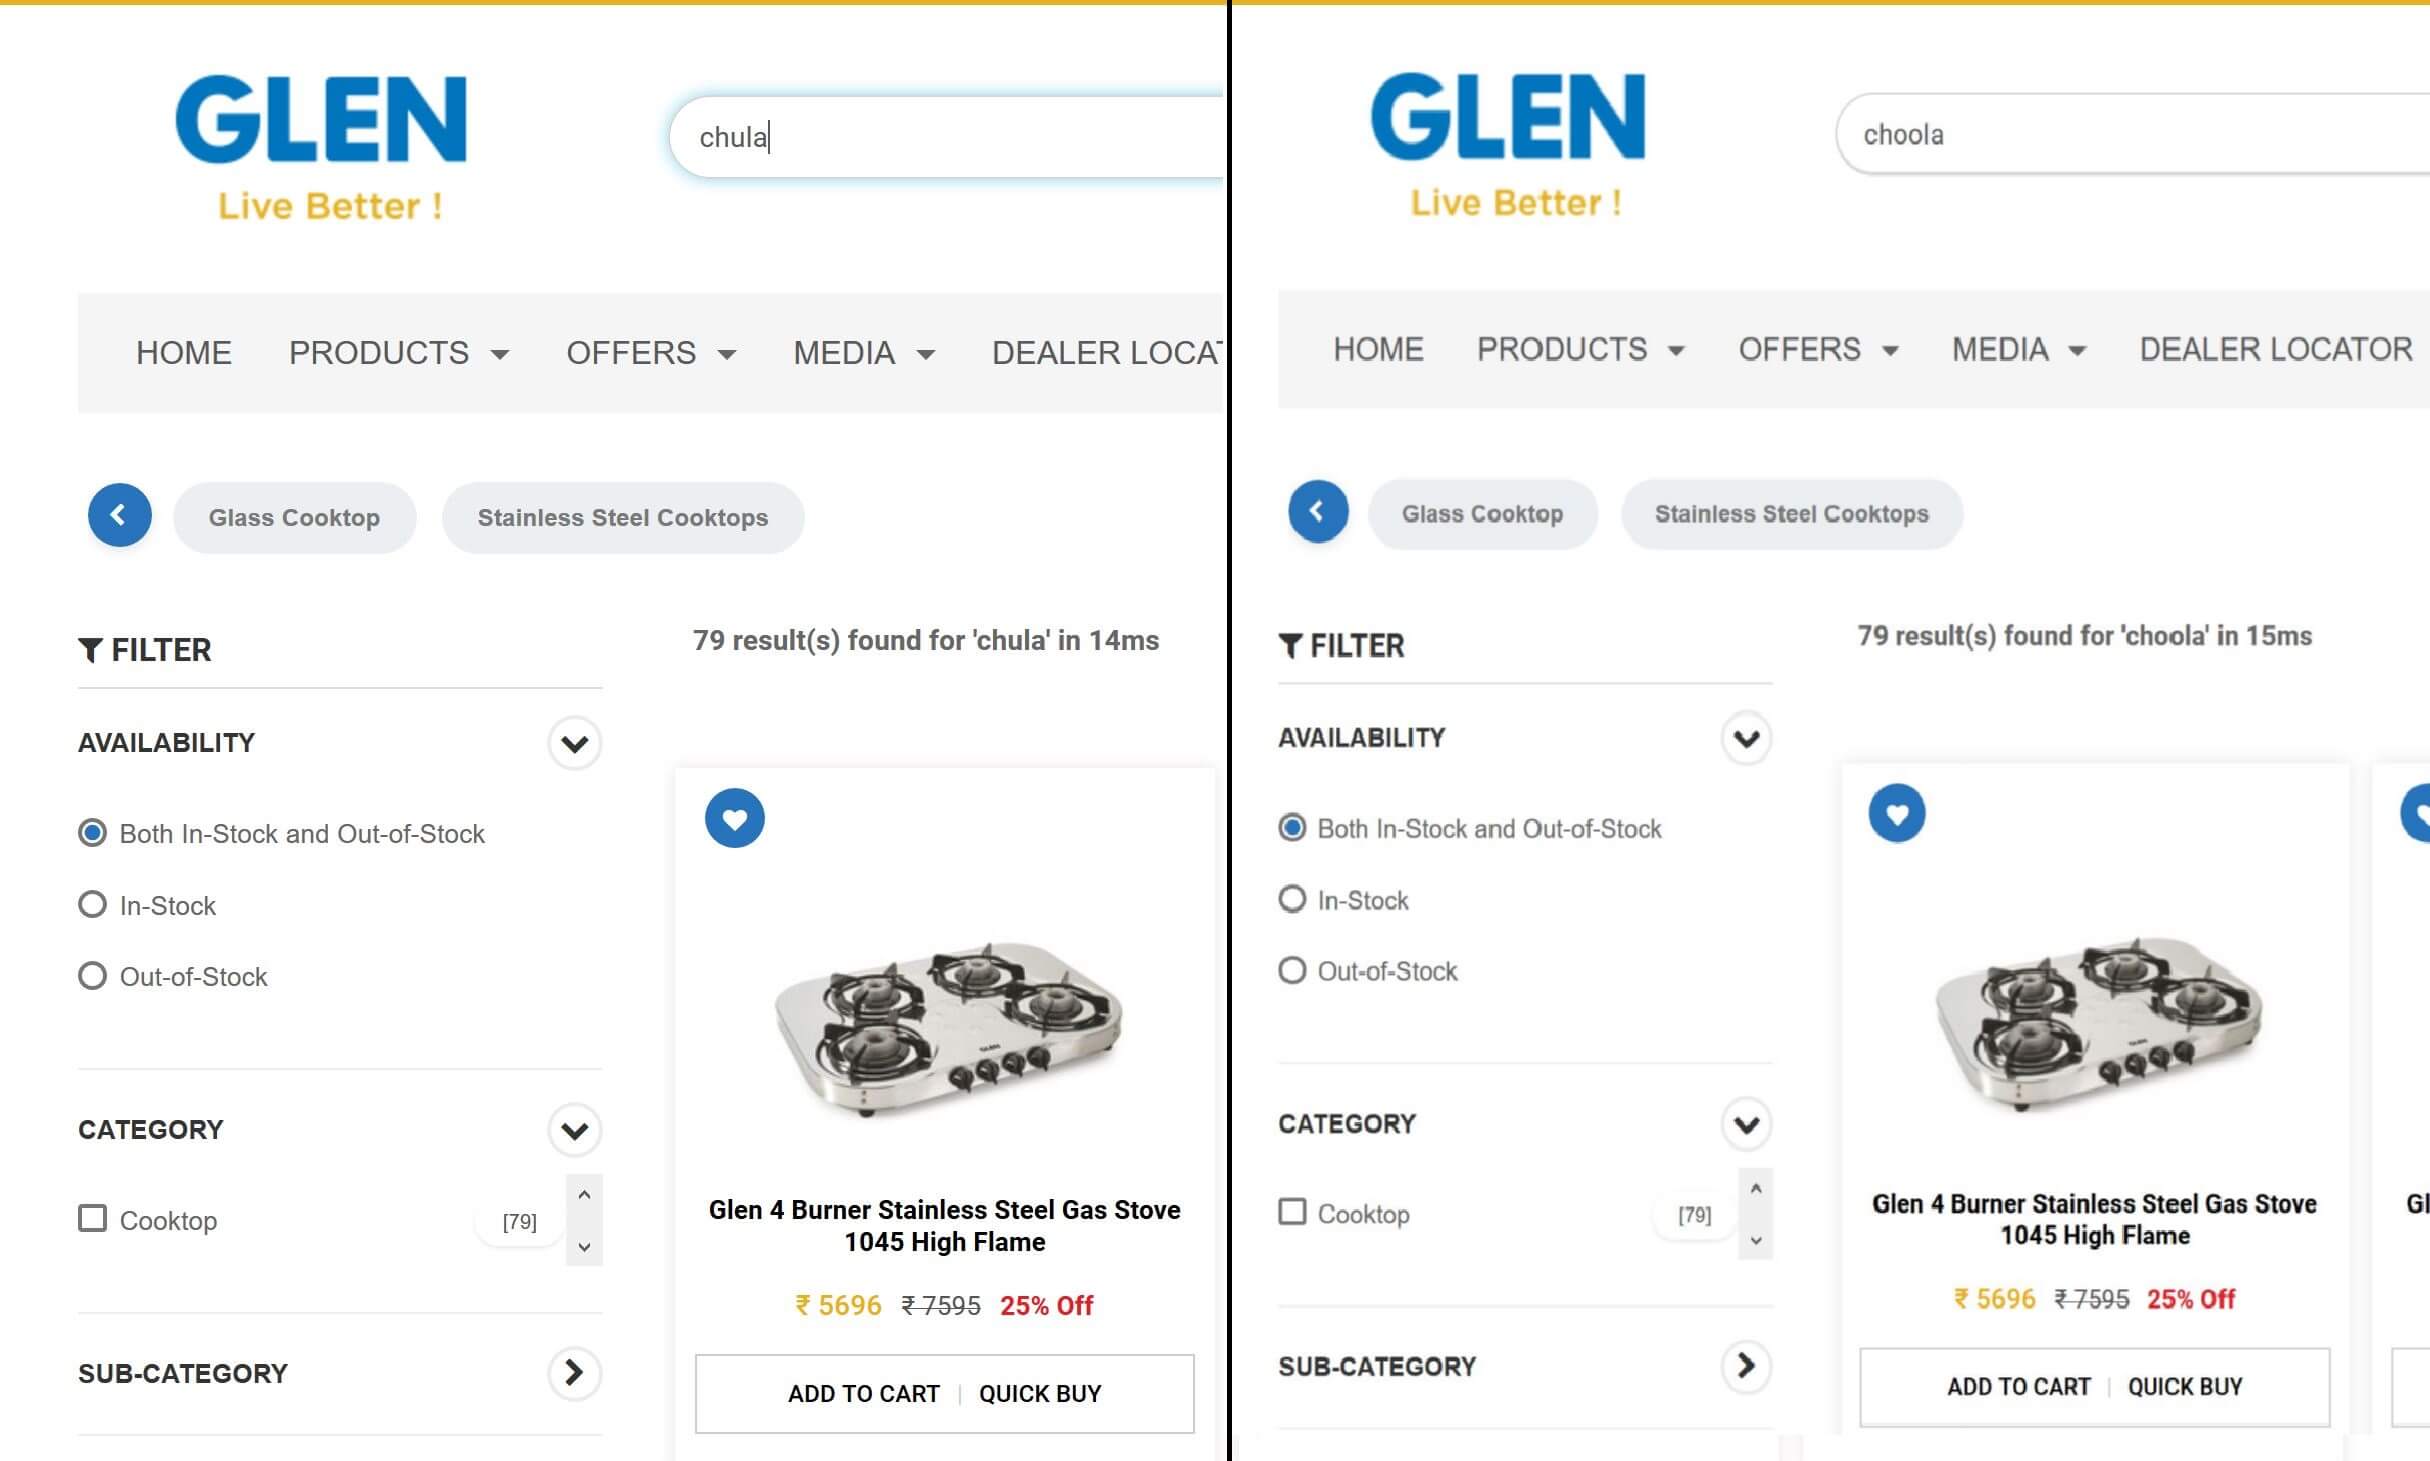 GLEN
Live Better !
chula
HOME PRODUCTS OFFERS MEDIA DEALER LOCAT
Glass Cooktop Stainless Steel Cooktops
FILTER
79 result(s) found for 'chula' in 14ms
AVAILABILITY
Both In-Stock and Out-of-Stock
In-Stock
Out-of-Stock
CATEGORY
Cooktop [79]
SUB-CATEGORY
Glen 4 Burner Stainless Steel Gas Stove
1045 High Flame
₹ 5696 ₹ 7595 25% Off
ADD TO CART | QUICK BUY
GLEN
Live Better !
choola
HOME PRODUCTS OFFERS MEDIA DEALER LOCATOR
Glass Cooktop Stainless Steel Cooktops
FILTER
79 result(s) found for 'choola' in 15ms
AVAILABILITY
Both In-Stock and Out-of-Stock
In-Stock
Out-of-Stock
CATEGORY
Cooktop [79]
SUB-CATEGORY
Glen 4 Burner Stainless Steel Gas Stove
1045 High Flame
₹ 5696 ₹ 7595 25% Off
ADD TO CART | QUICK BUY
Gl